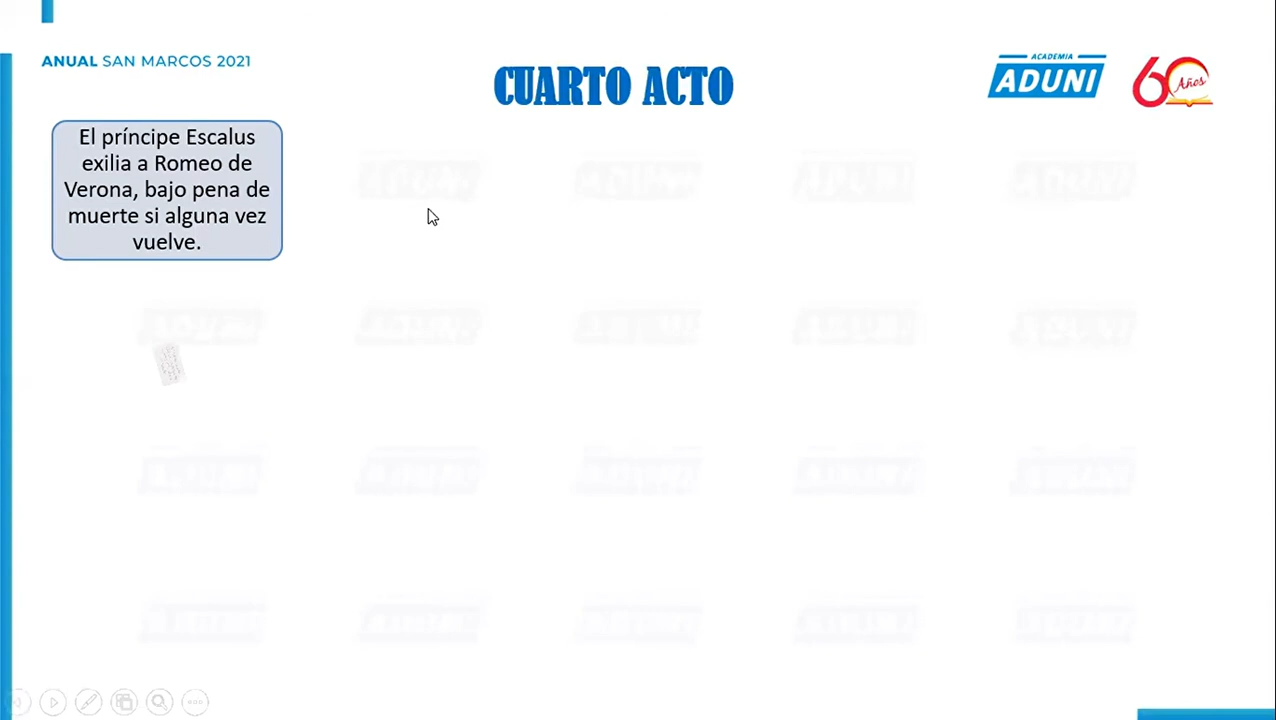 ANUAL SAN MARCOS 2021
CUARTO ACTO
ACADEMIA
ADUNI
60
Años
El príncipe Escalus
exilia a Romeo de
Verona, bajo pena de
muerte si alguna vez
vuelve.